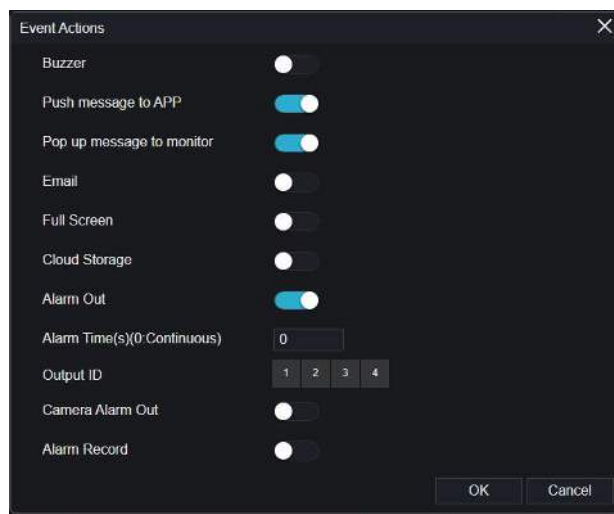 Event Actions
Buzzer
Push message to APP
Pop up message to monitor
Email
Full Screen
Cloud Storage
Alarm Out
Alarm Time(s)(0:Continuous) 0
Output ID 1 2 3 4
Camera Alarm Out
Alarm Record
OK Cancel